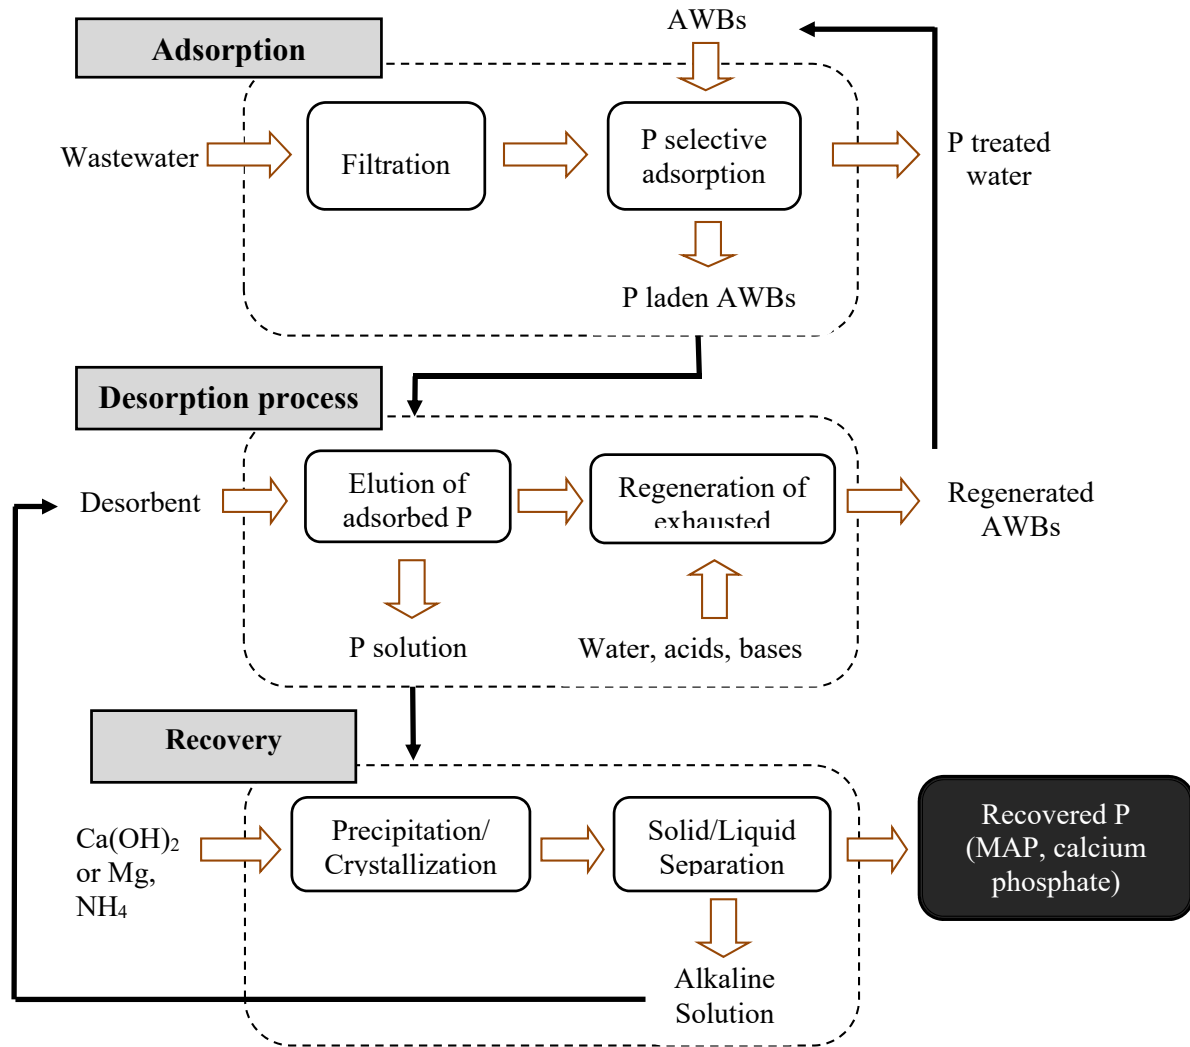 AWBs
Adsorption
Wastewater
Filtration
P selective
adsorption
P treated
water
P laden AWBs
Desorption process
Desorbent
Elution of
adsorbed P
Regeneration of
exhausted
Regenerated
AWBs
P solution
Water, acids, bases
Recovery
Ca(OH)₂
or Mg,
NH₄
Precipitation/
Crystallization
Solid/Liquid
Separation
Recovered P
(MAP, calcium
phosphate)
Alkaline
Solution